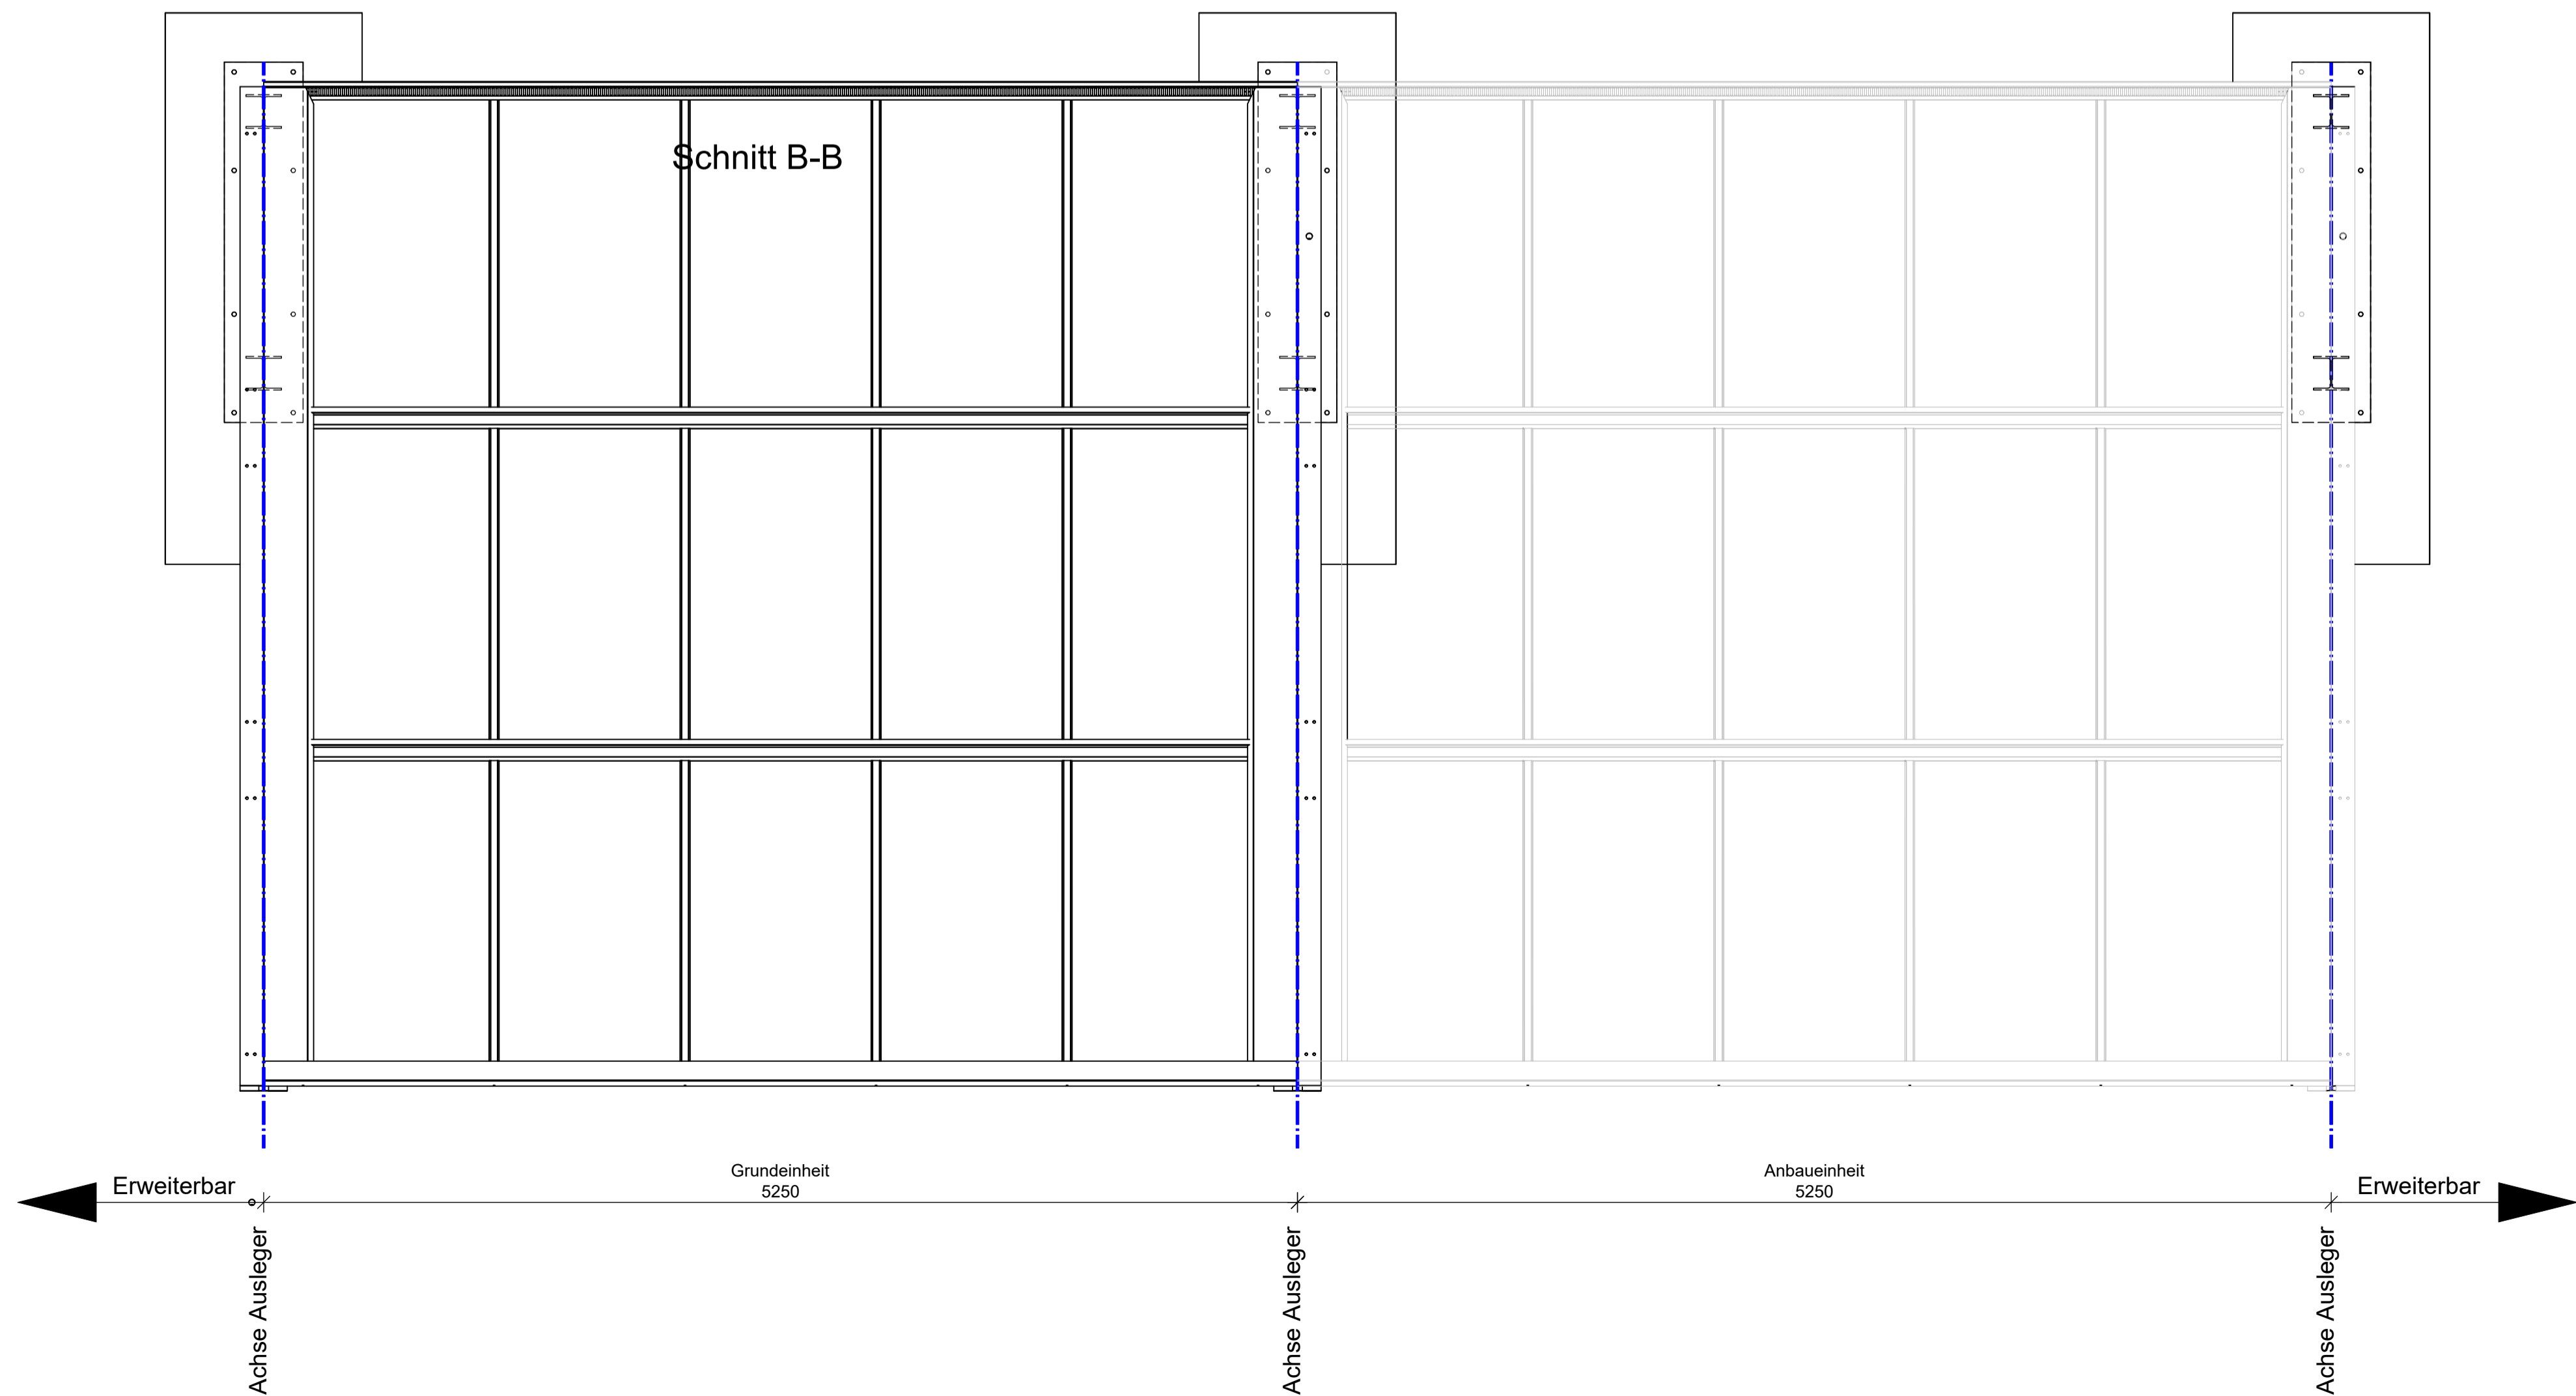 Schnitt B-B
Grundeinheit
5250
Anbaueinheit
5250
Erweiterbar
Erweiterbar
Achse Ausleger
Achse Ausleger
Achse Ausleger